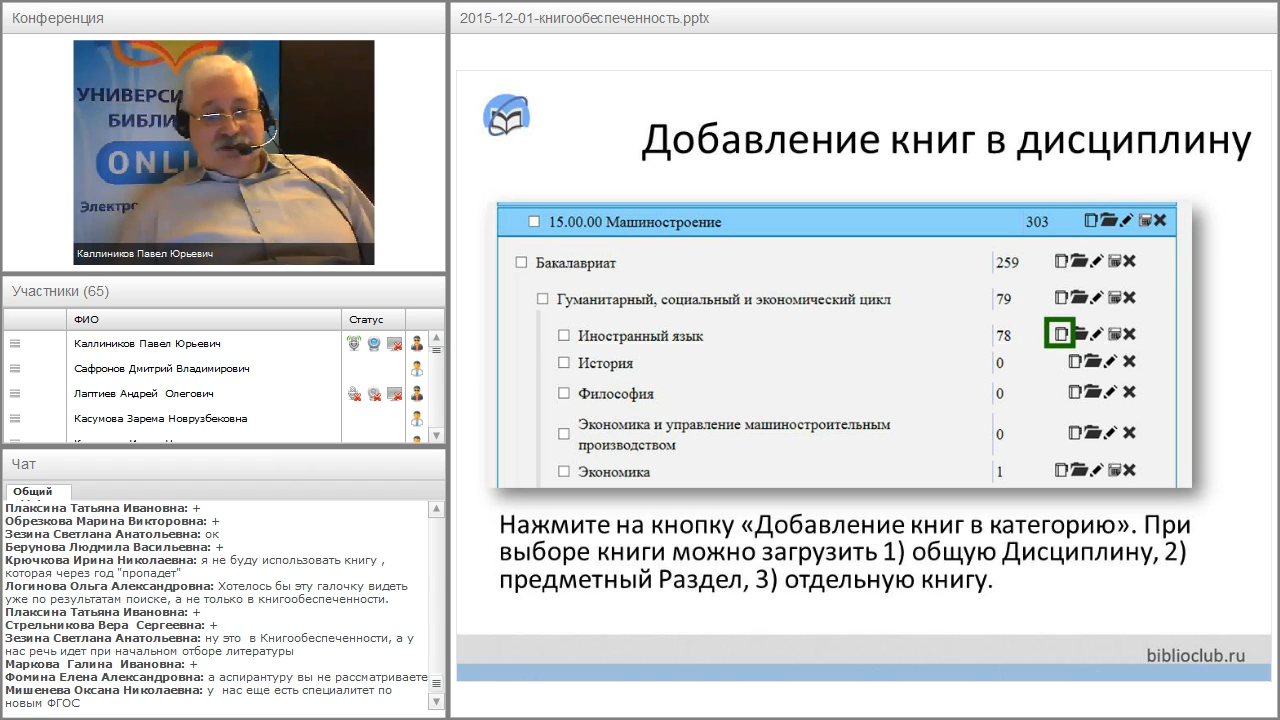 Конференция
УНИВЕРСИ
БИБЛИ
ONLI
Электро
Каллиников Павел Юрьевич
Участники (65)
ФИО
Статус
Каллиников Павел Юрьевич
Сафронов Дмитрий Владимирович
Лаптиев Андрей Олегович
Касумова Зарема Новрузбековна
Чат
Общий
Плаксина Татьяна Ивановна: +
Обрезкова Марина Викторовна: +
Зезина Светлана Анатольевна: ок
Берунова Людмила Васильевна: +
Крючкова Ирина Николаевна: я не буду использовать книгу ,
которая через год "пропадет"
Логинова Ольга Александровна: Хотелось бы эту галочку видеть
уже по результатам поиске, а не только в книгообеспеченности.
Плаксина Татьяна Ивановна: +
Стрельникова Вера Сергеевна: +
Зезина Светлана Анатольевна: ну это в Книгообеспеченности, а у
нас речь идет при начальном отборе литературы
Маркова Галина Ивановна: +
Фомина Елена Александровна: а аспирантуру вы не рассматриваете
Мишенева Оксана Николаевна: у нас еще есть специалитет по
новым ФГОС
2015-12-01-книгообеспеченность.pptx
Добавление книг в дисциплину
15.00.00 Машиностроение 303
Бакалавриат 259
Гуманитарный, социальный и экономический цикл 79
Иностранный язык 78
История 0
Философия 0
Экономика и управление машиностроительным
производством 0
Экономика 1
Нажмите на кнопку «Добавление книг в категорию». При
выборе книги можно загрузить 1) общую Дисциплину, 2)
предметный Раздел, 3) отдельную книгу.
biblioclub.ru